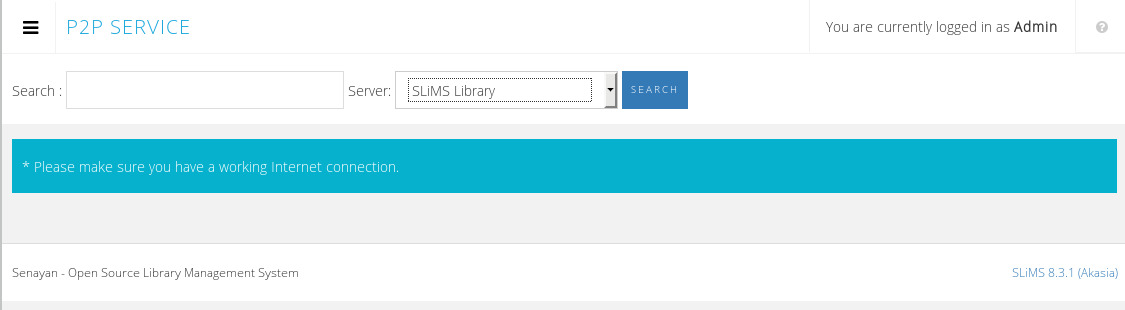 P2P SERVICE
You are currently logged in as Admin
Search :
Server: SLiMS Library SEARCH
* Please make sure you have a working Internet connection.
Senayan - Open Source Library Management System
SLiMS 8.3.1 (Akasia)